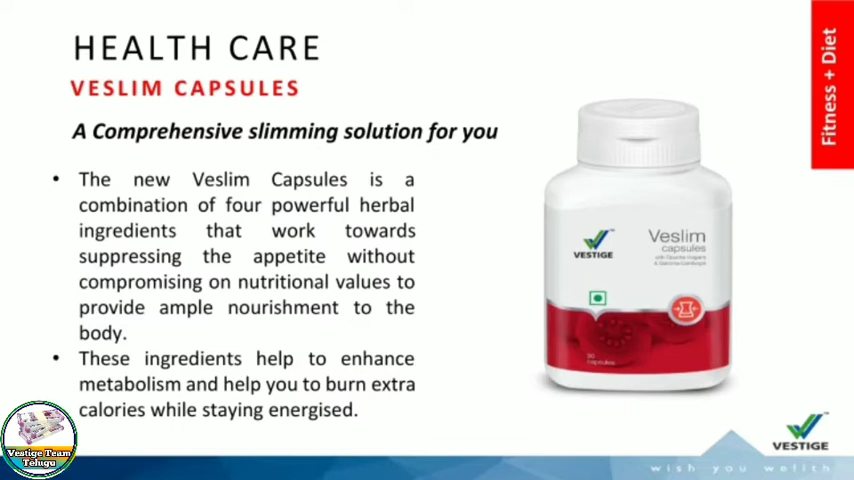 HEALTH CARE
VESLIM CAPSULES
A Comprehensive slimming solution for you
• The new Veslim Capsules is a
combination of four powerful herbal
ingredients that work towards
suppressing the appetite without
compromising on nutritional values to
provide ample nourishment to the
body.
• These ingredients help to enhance
metabolism and help you to burn extra
calories while staying energised.
Fitness + Diet
VESTIGE
Veslim
capsules
capsules
Vestige Team
Telugu
VESTIGE
wish you wellth